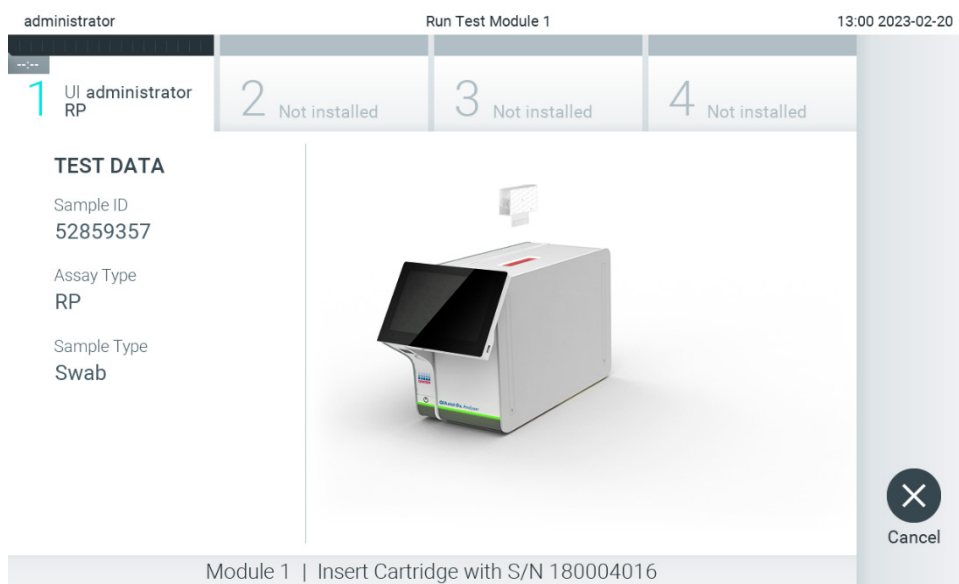 administrator
Run Test Module 1
13:00 2023-02-20
--:--
1 UI administrator
RP
2 Not installed
3 Not installed
4 Not installed
TEST DATA
Sample ID
52859357
Assay Type
RP
Sample Type
Swab
Cancel
Module 1 | Insert Cartridge with S/N 180004016